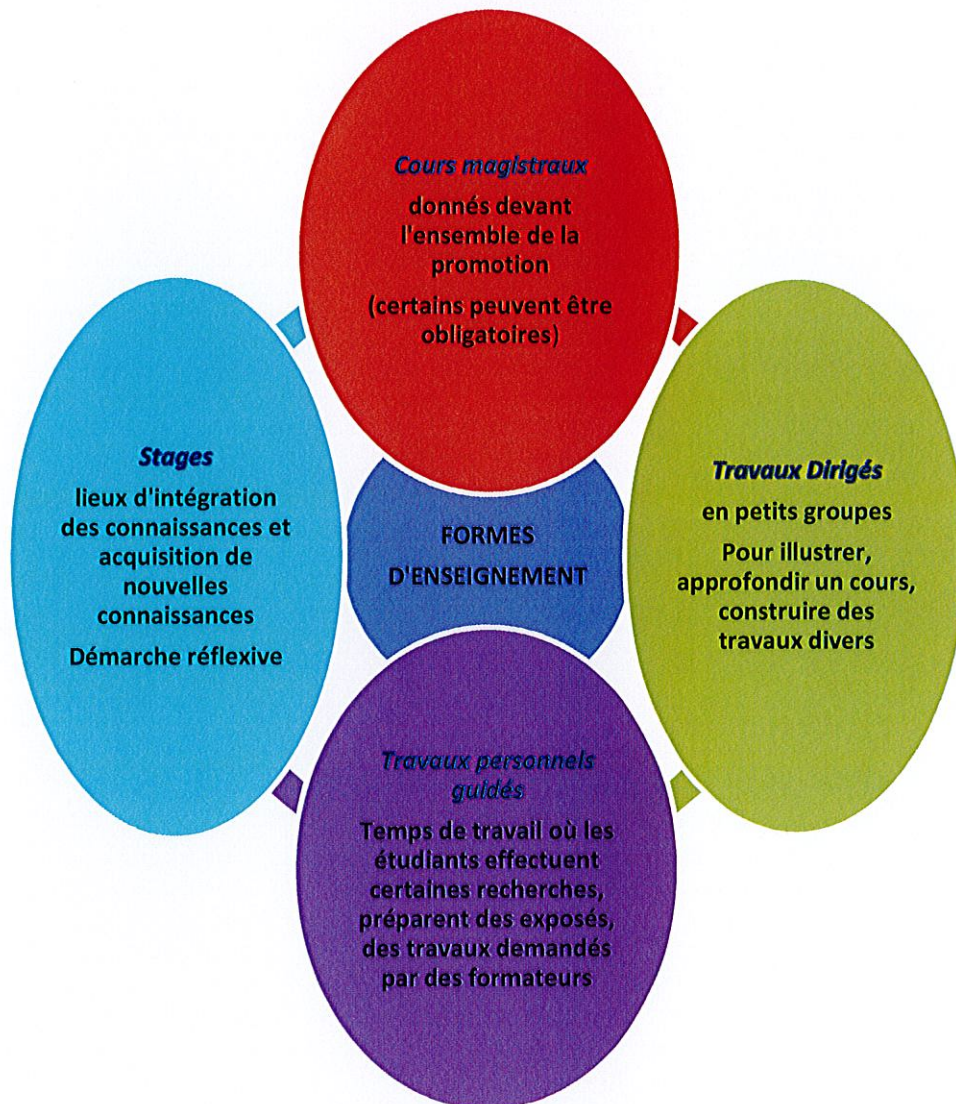 Cours magistraux
donnés devant
l'ensemble de la
promotion
(certains peuvent être
obligatoires)
Stages
lieux d'intégration
des connaissances et
acquisition de
nouvelles
connaissances
Démarche réflexive
FORMES
D'ENSEIGNEMENT
Travaux Dirigés
en petits groupes
Pour illustrer,
approfondir un cours,
construire des
travaux divers
Travaux personnels
guidés
Temps de travail où les
étudiants effectuent
certaines recherches,
préparent des exposés,
des travaux demandés
par des formateurs